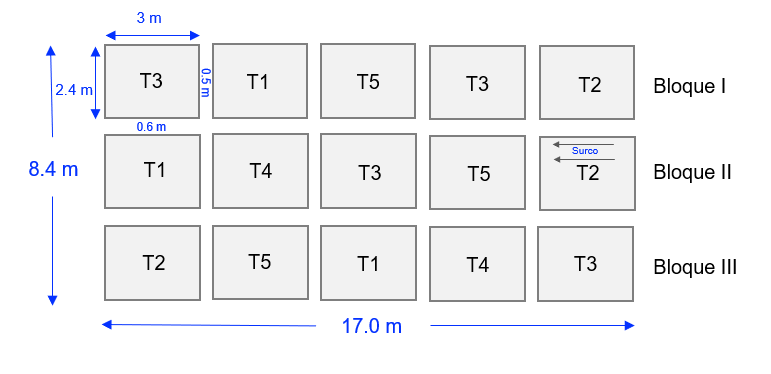 3 m
2.4 m
T3
0.5 m
T1
T5
T3
T2
Bloque I
0.6 m
8.4 m
T1
T4
T3
T5
Surco
T2
Bloque II
T2
T5
T1
T4
T3
Bloque III
17.0 m